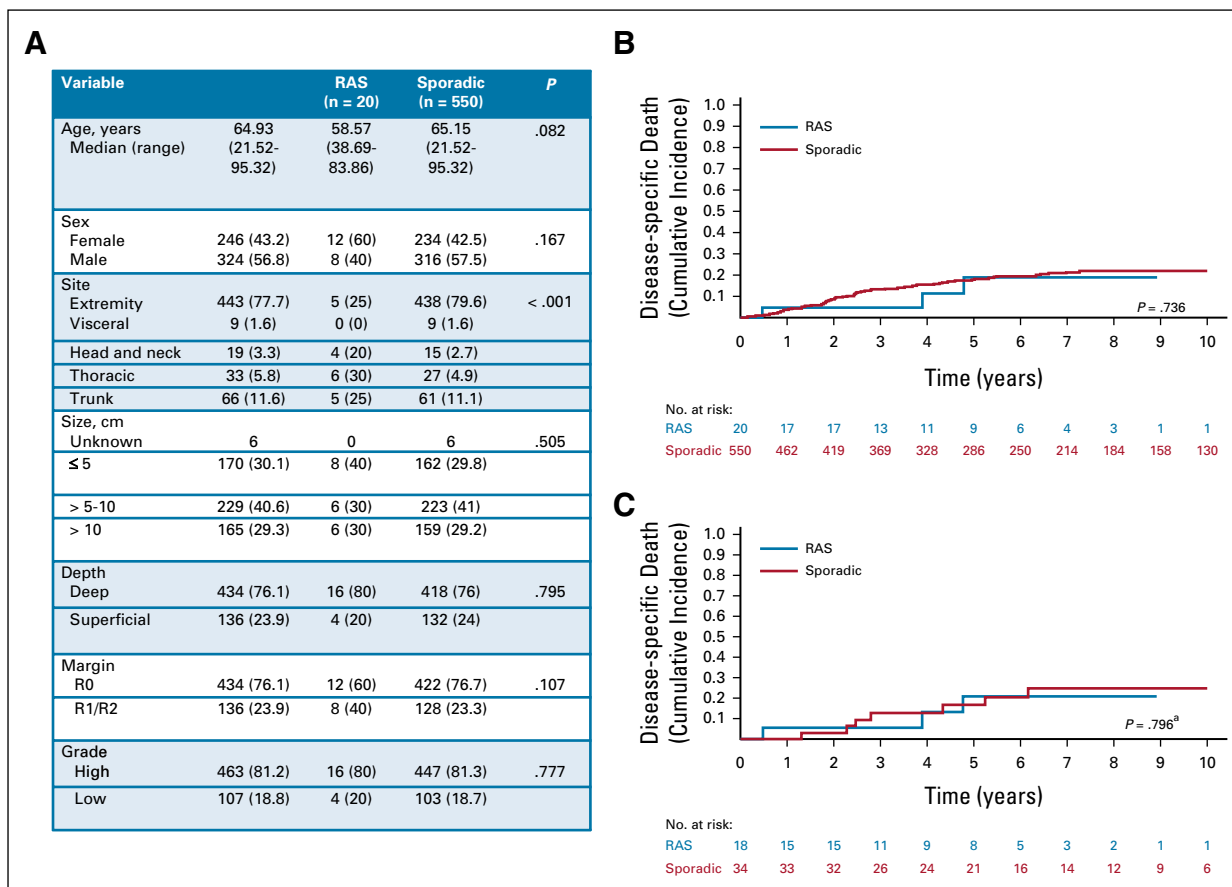 A
Variable RAS Sporadic P
(n = 20) (n = 550)
Age, years 64.93 58.57 65.15 .082
Median (range) (21.52- (38.69- (21.52-
95.32) 83.86) 95.32)
Sex
Female 246 (43.2) 12 (60) 234 (42.5) .167
Male 324 (56.8) 8 (40) 316 (57.5)
Site
Extremity 443 (77.7) 5 (25) 438 (79.6) < .001
Visceral 9 (1.6) 0 (0) 9 (1.6)
Head and neck 19 (3.3) 4 (20) 15 (2.7)
Thoracic 33 (5.8) 6 (30) 27 (4.9)
Trunk 66 (11.6) 5 (25) 61 (11.1)
Size, cm
Unknown 6 0 6 .505
≤ 5 170 (30.1) 8 (40) 162 (29.8)
> 5-10 229 (40.6) 6 (30) 223 (41)
> 10 165 (29.3) 6 (30) 159 (29.2)
Depth
Deep 434 (76.1) 16 (80) 418 (76) .795
Superficial 136 (23.9) 4 (20) 132 (24)
Margin
R0 434 (76.1) 12 (60) 422 (76.7) .107
R1/R2 136 (23.9) 8 (40) 128 (23.3)
Grade
High 463 (81.2) 16 (80) 447 (81.3) .777
Low 107 (18.8) 4 (20) 103 (18.7)
B
Disease-specific Death
(Cumulative Incidence)
1.0
0.9
0.8
0.7
0.6
0.5
0.4
0.3
0.2
0.1
RAS
Sporadic
P = .736
0 1 2 3 4 5 6 7 8 9 10
Time (years)
No. at risk:
RAS 20 17 17 13 11 9 6 4 3 1 1
Sporadic 550 462 419 369 328 286 250 214 184 158 130
C
Disease-specific Death
(Cumulative Incidence)
1.0
0.9
0.8
0.7
0.6
0.5
0.4
0.3
0.2
0.1
RAS
Sporadic
P = .796a
0 1 2 3 4 5 6 7 8 9 10
Time (years)
No. at risk:
RAS 18 15 15 11 9 8 5 3 2 1 1
Sporadic 34 33 32 26 24 21 16 14 12 9 6